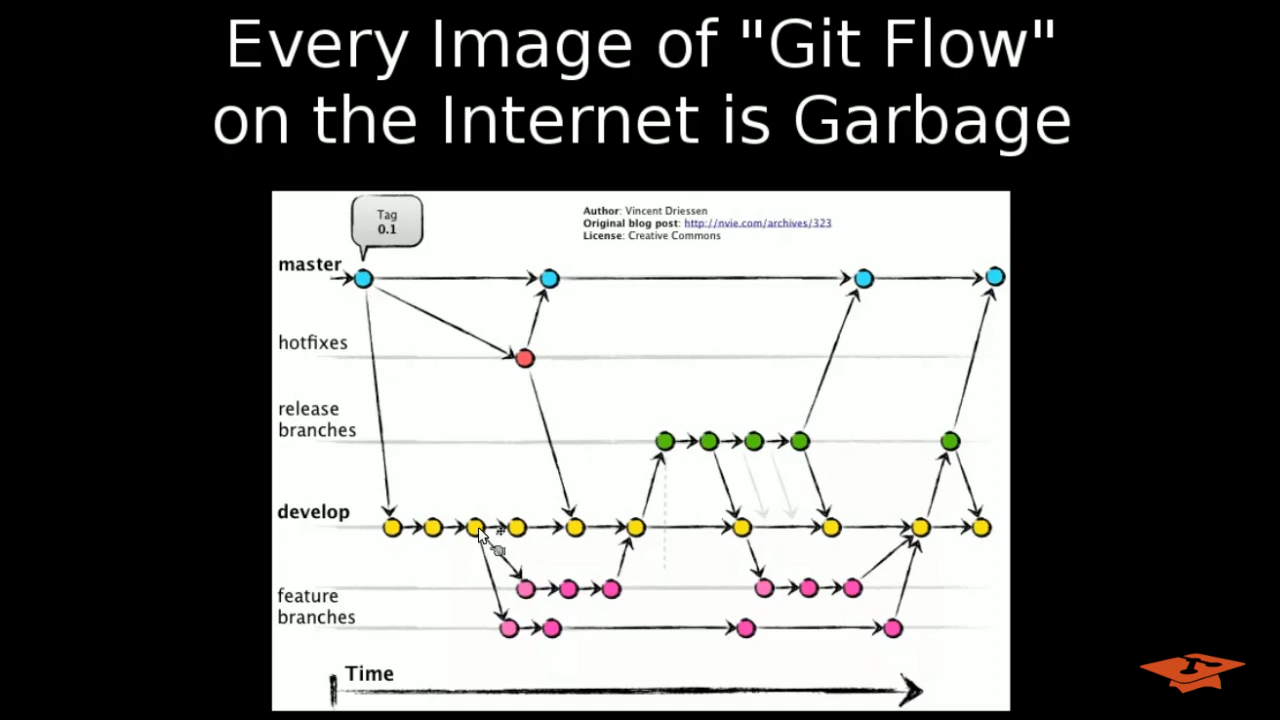 Every Image of "Git Flow"
on the Internet is Garbage
Tag
0.1
Author: Vincent Driessen
Original blog post: http://nvie.com/archives/323
License: Creative Commons
master
hotfixes
release
branches
develop
feature
branches
Time